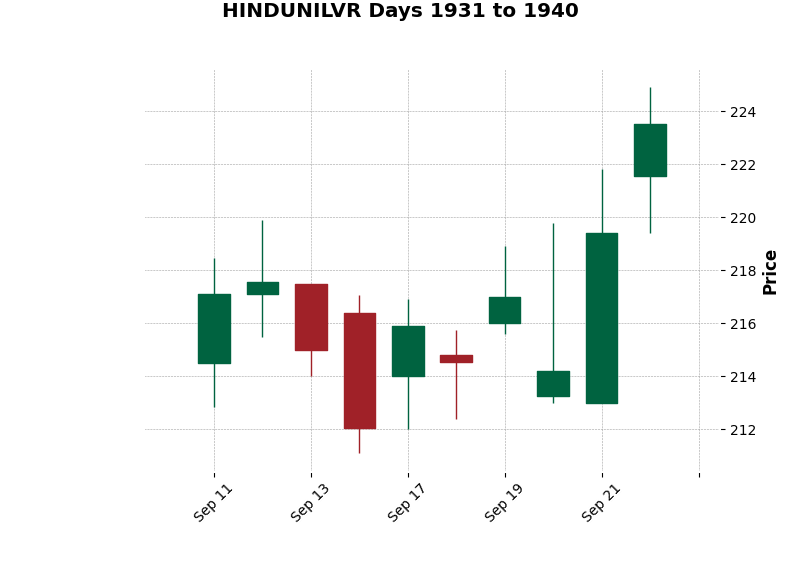 HINDUNILVR Days 1931 to 1940
224
222
220
218
216
214
212
Price
Sep 11
Sep 13
Sep 17
Sep 19
Sep 21